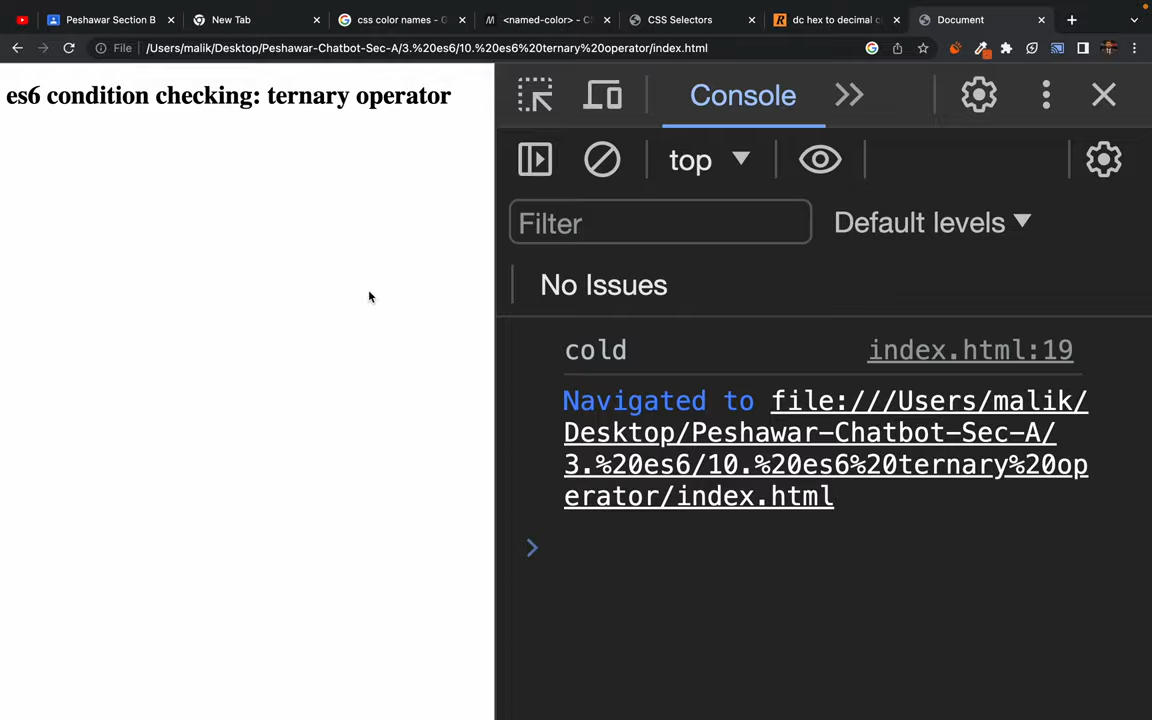 Peshawar Section B
New Tab
css color names - G
<named-color> - C
CSS Selectors
dc hex to decimal c
Document
File
/Users/malik/Desktop/Peshawar-Chatbot-Sec-A/3.%20es6/10.%20es6%20ternary%20operator/index.html
es6 condition checking: ternary operator
Console
top
Filter
Default levels
No Issues
cold
index.html:19
Navigated to file:///Users/malik/
Desktop/Peshawar-Chatbot-Sec-A/
3.%20es6/10.%20es6%20ternary%20op
erator/index.html